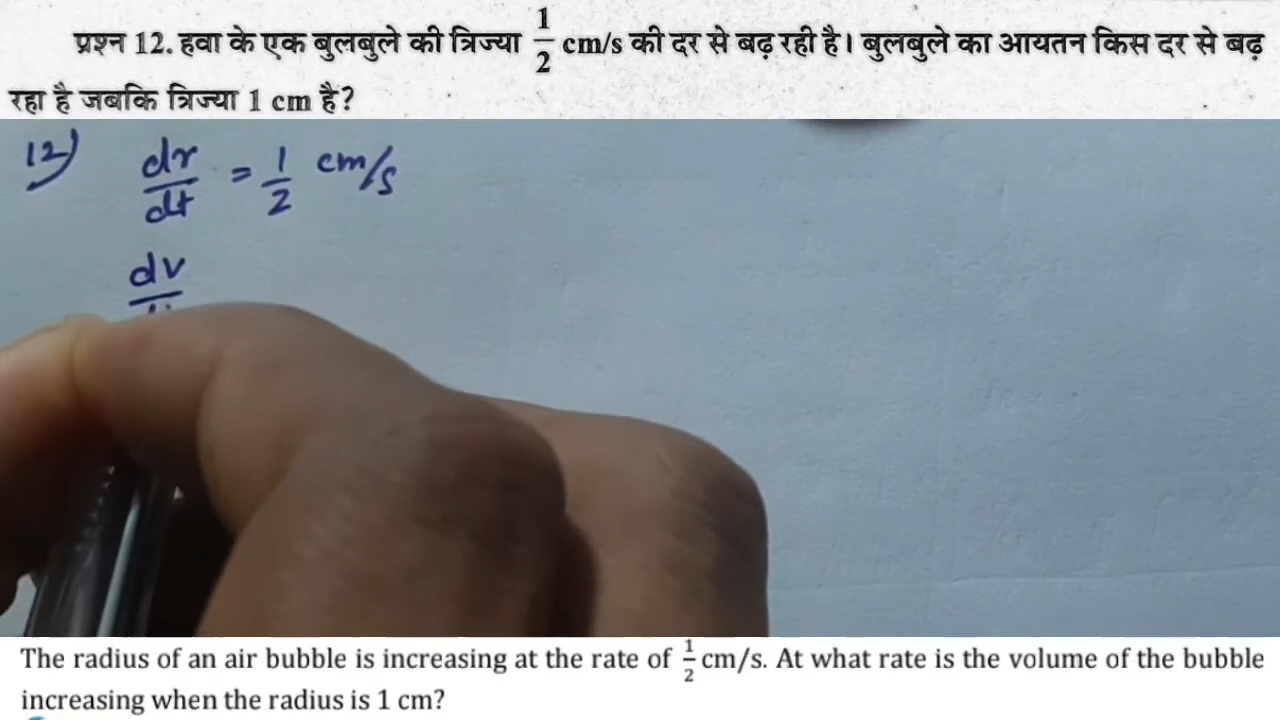 प्रश्न 12. हवा के एक बुलबुले की त्रिज्या 1/2 cm/s की दर से बढ़ रही है। बुलबुले का आयतन किस दर से बढ़
रहा है जबकि त्रिज्या 1 cm है?
12) dr/dt = 1/2 cm/s
dv
The radius of an air bubble is increasing at the rate of 1/2 cm/s. At what rate is the volume of the bubble
increasing when the radius is 1 cm?